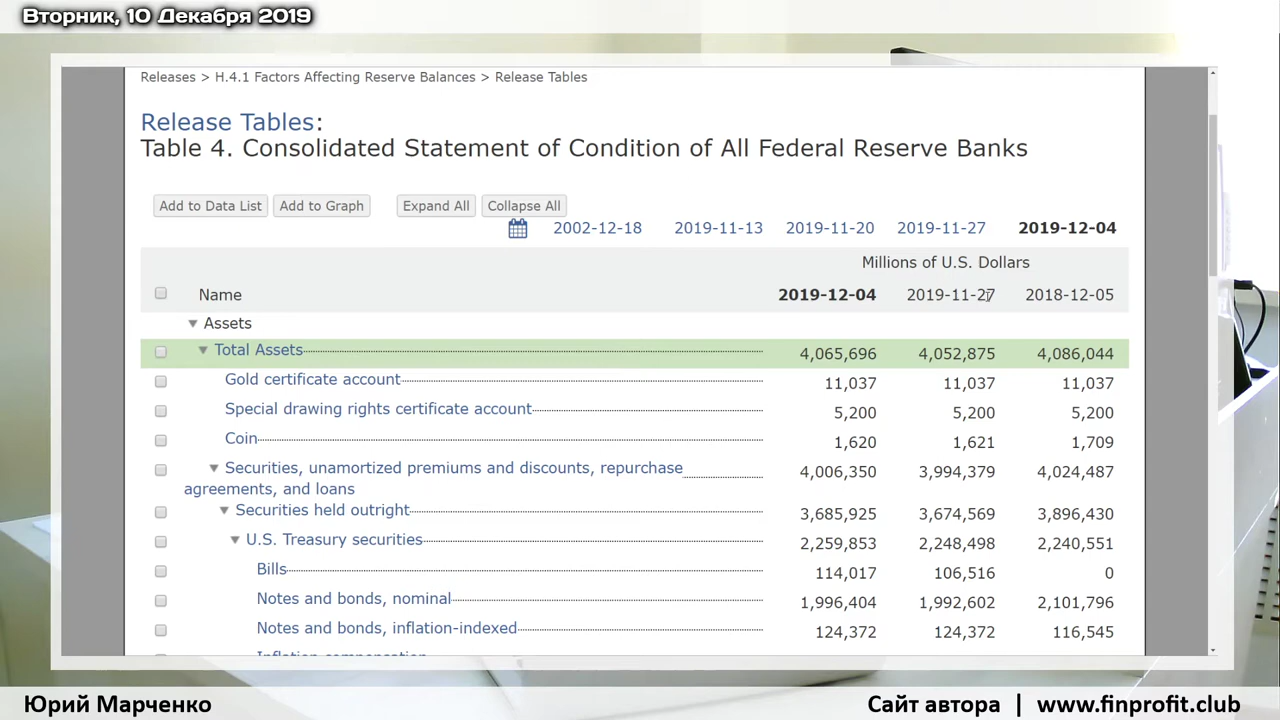 Вторник, 10 Декабря 2019
Releases > H.4.1 Factors Affecting Reserve Balances > Release Tables
Release Tables:
Table 4. Consolidated Statement of Condition of All Federal Reserve Banks
Add to Data List Add to Graph Expand All Collapse All
2002-12-18 2019-11-13 2019-11-20 2019-11-27 2019-12-04
Millions of U.S. Dollars
Name 2019-12-04 2019-11-27 2018-12-05
Assets
Total Assets 4,065,696 4,052,875 4,086,044
Gold certificate account 11,037 11,037 11,037
Special drawing rights certificate account 5,200 5,200 5,200
Coin 1,620 1,621 1,709
Securities, unamortized premiums and discounts, repurchase 4,006,350 3,994,379 4,024,487
agreements, and loans
Securities held outright 3,685,925 3,674,569 3,896,430
U.S. Treasury securities 2,259,853 2,248,498 2,240,551
Bills 114,017 106,516 0
Notes and bonds, nominal 1,996,404 1,992,602 2,101,796
Notes and bonds, inflation-indexed 124,372 124,372 116,545
Inflation compensation
Юрий Марченко Сайт автора | www.finprofit.club